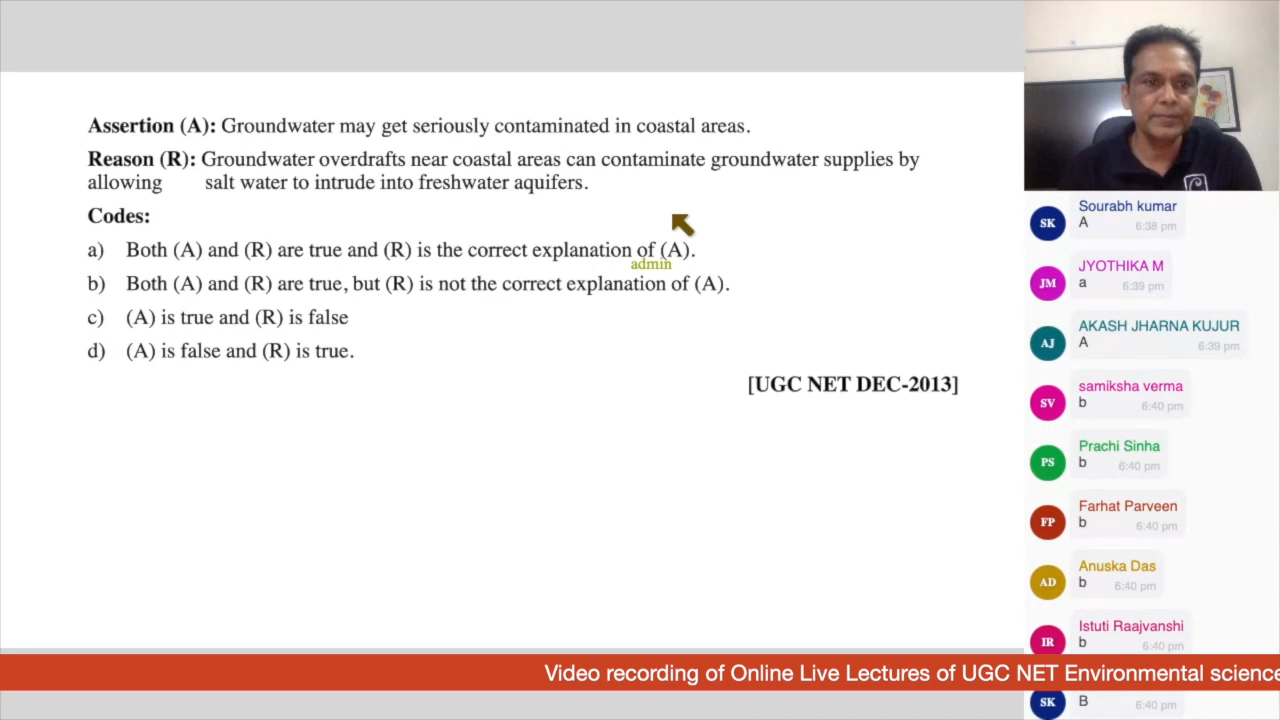 Assertion (A): Groundwater may get seriously contaminated in coastal areas.
Reason (R): Groundwater overdrafts near coastal areas can contaminate groundwater supplies by
allowing salt water to intrude into freshwater aquifers.
Codes:
a) Both (A) and (R) are true and (R) is the correct explanation of (A).
admin
b) Both (A) and (R) are true, but (R) is not the correct explanation of (A).
c) (A) is true and (R) is false
d) (A) is false and (R) is true.
[UGC NET DEC-2013]
SK
Sourabh kumar
A
6:38 pm
JM
JYOTHIKA M
a
6:39 pm
AJ
AKASH JHARNA KUJUR
A
6:39 pm
SV
samiksha verma
b
6:40 pm
PS
Prachi Sinha
b
6:40 pm
FP
Farhat Parveen
b
6:40 pm
AD
Anuska Das
b
6:40 pm
IR
Istuti Raajvanshi
b
6:40 pm
Video recording of Online Live Lectures of UGC NET Environmental science
SK
B
6:40 pm